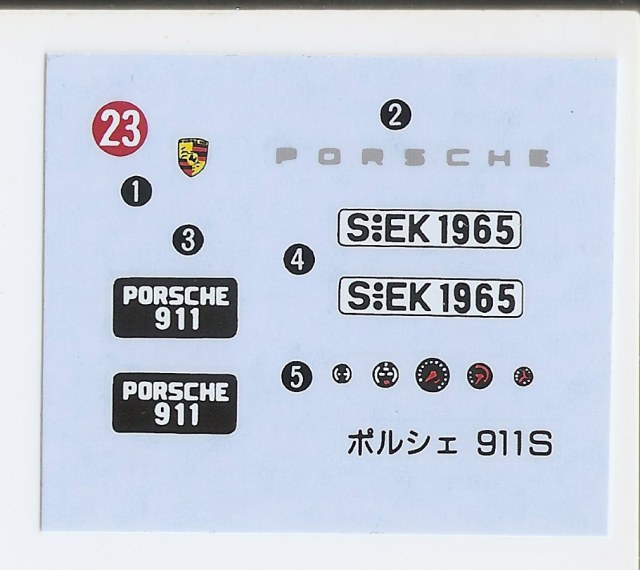 23
2
PORSCHE
1
3
S:EK 1965
4
PORSCHE
911
S:EK 1965
5
PORSCHE
911
ポルシェ 911S